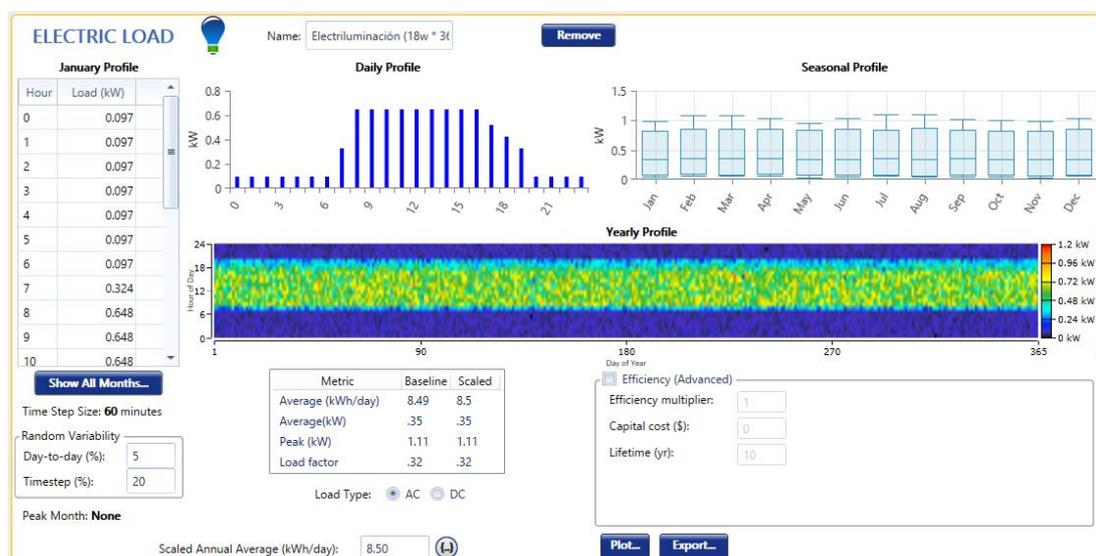 ELECTRIC LOAD
Name: Electriluminación (18w * 36
Remove
January Profile
Hour Load (kW)
0 0.097
1 0.097
2 0.097
3 0.097
4 0.097
5 0.097
6 0.097
7 0.324
8 0.648
9 0.648
10 0.648
Show All Months...
Time Step Size: 60 minutes
Random Variability
Day-to-day (%): 5
Timestep (%): 20
Peak Month: None
Daily Profile
kW
0.8
0.6
0.4
0.2
0
0 3 6 9 12 15 18 21
Seasonal Profile
kW
1.5
1
0.5
0
Jan Feb Mar Apr May Jun Jul Aug Sep Oct Nov Dec
Yearly Profile
Hour of Day
24
18
12
6
0
1 90 180 270 365
Day of Year
1.2 kW
0.96 kW
0.72 kW
0.48 kW
0.24 kW
0 kW
Metric Baseline Scaled
Average (kWh/day) 8.49 8.5
Average(kW) .35 .35
Peak (kW) 1.11 1.11
Load factor .32 .32
Load Type: AC DC
Scaled Annual Average (kWh/day): 8.50 {..}
Efficiency (Advanced)
Efficiency multiplier: 1
Capital cost ($): 0
Lifetime (yr): 10
Plot... Export...